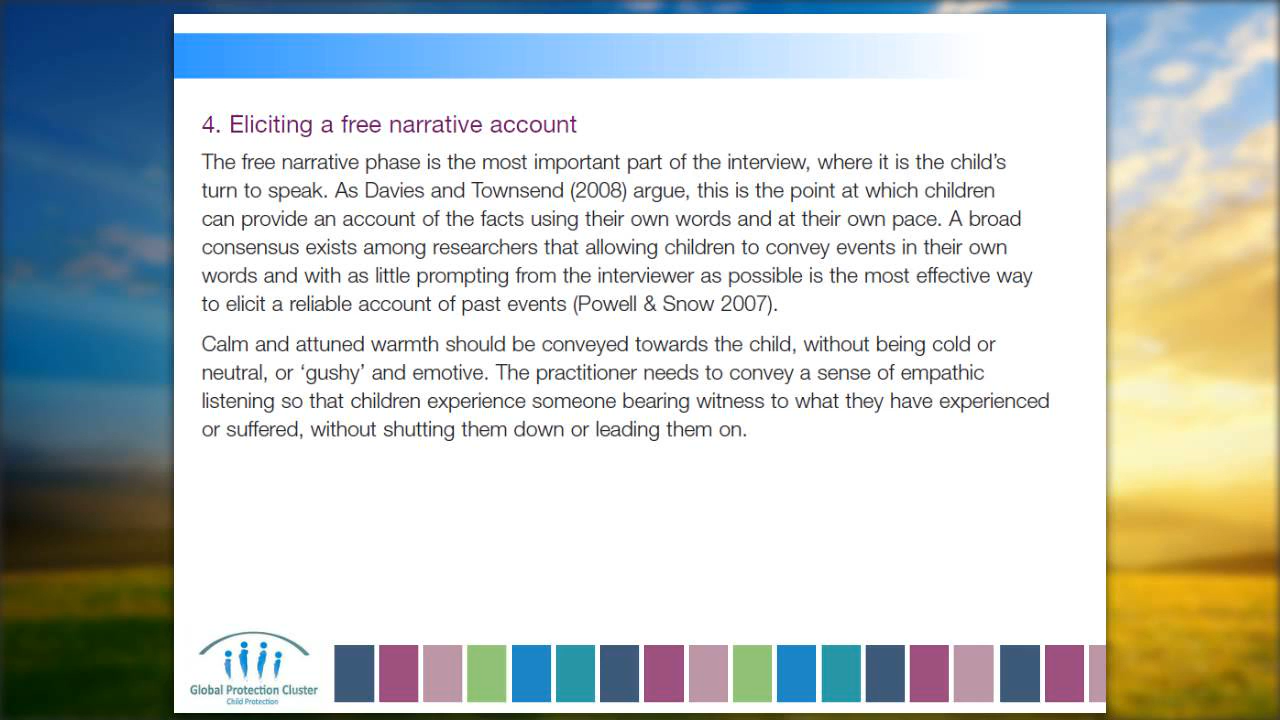 4. Eliciting a free narrative account
The free narrative phase is the most important part of the interview, where it is the child’s
turn to speak. As Davies and Townsend (2008) argue, this is the point at which children
can provide an account of the facts using their own words and at their own pace. A broad
consensus exists among researchers that allowing children to convey events in their own
words and with as little prompting from the interviewer as possible is the most effective way
to elicit a reliable account of past events (Powell & Snow 2007).
Calm and attuned warmth should be conveyed towards the child, without being cold or
neutral, or ‘gushy’ and emotive. The practitioner needs to convey a sense of empathic
listening so that children experience someone bearing witness to what they have experienced
or suffered, without shutting them down or leading them on.
Global Protection Cluster
Child Protection